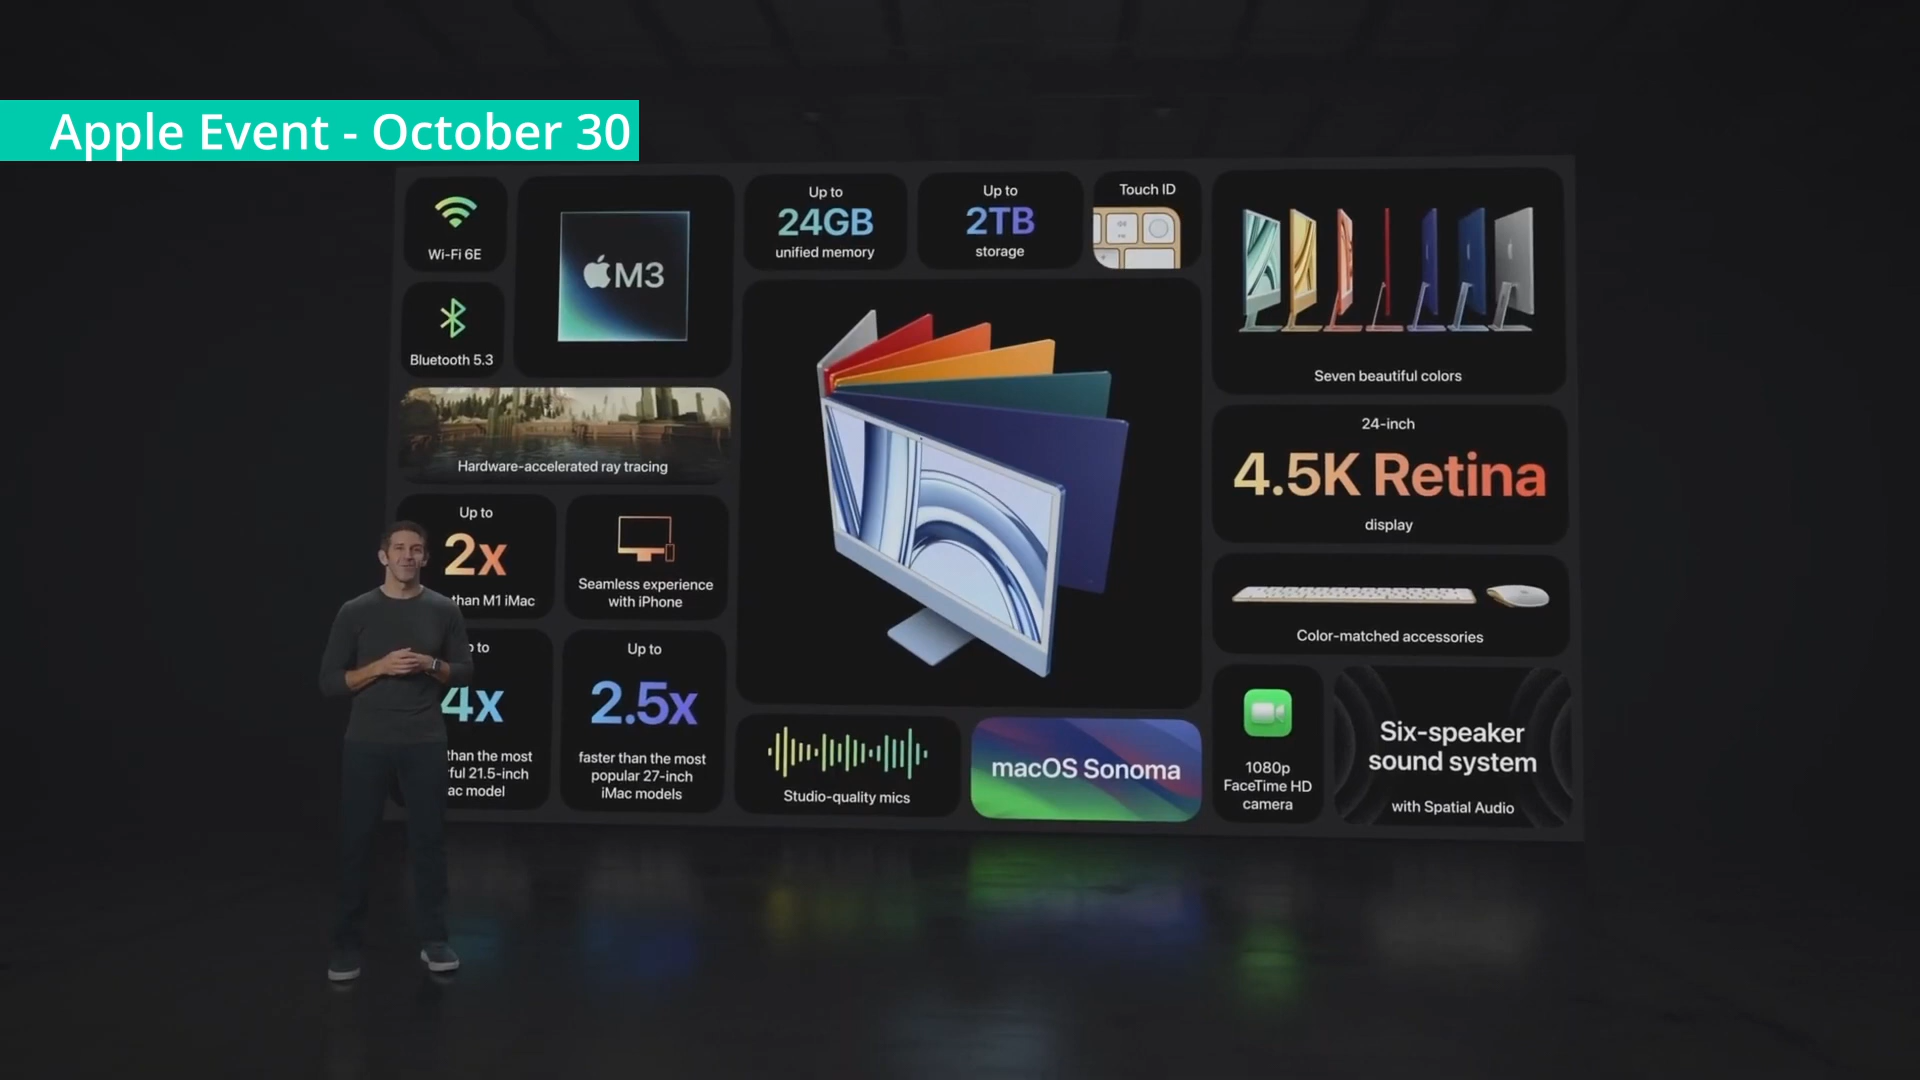 Apple Event - October 30
Wi-Fi 6E
M3
Up to
24GB
unified memory
Up to
2TB
storage
Touch ID
Bluetooth 5.3
Seven beautiful colors
Hardware-accelerated ray tracing
24-inch
4.5K Retina
display
Up to
2x
than M1 iMac
Seamless experience
with iPhone
Color-matched accessories
to
4x
than the most
21.5-inch
model
Up to
2.5x
faster than the most
popular 27-inch
iMac models
Studio-quality mics
macOS Sonoma
1080p
FaceTime HD
camera
Six-speaker
sound system
with Spatial Audio